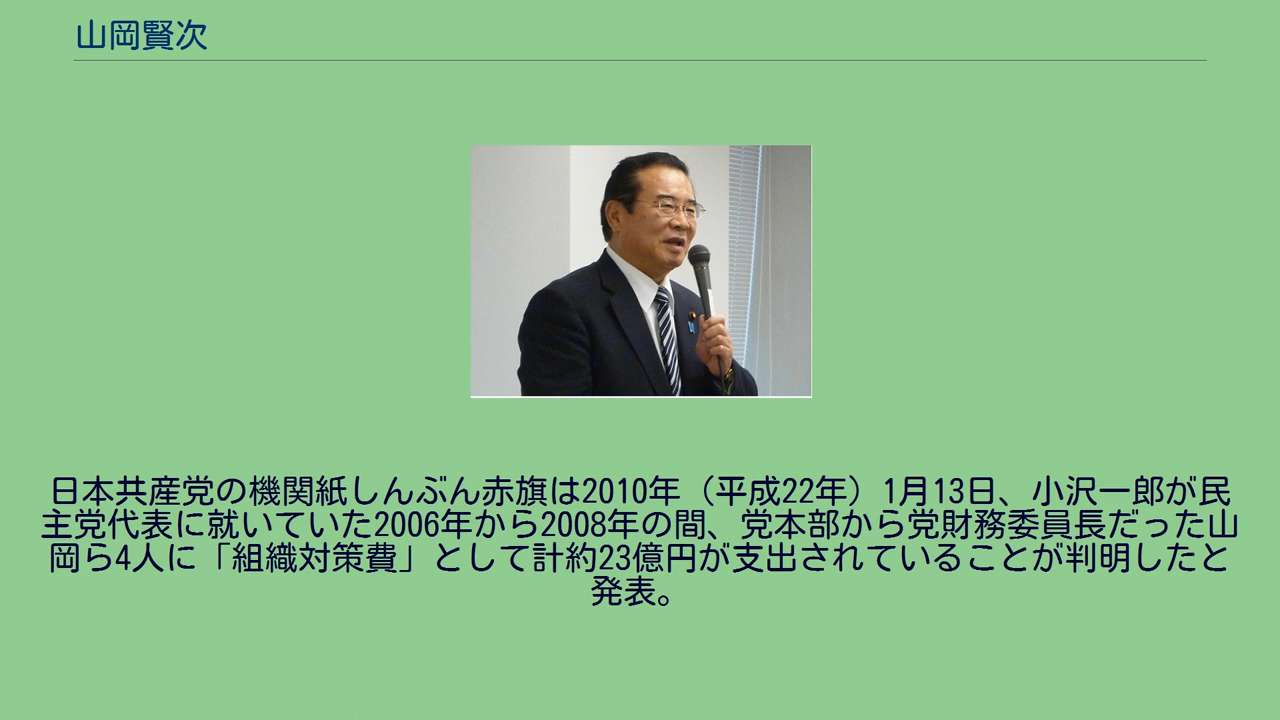 山岡賢次
日本共産党の機関紙しんぶん赤旗は2010年（平成22年）1月13日、小沢一郎が民
主党代表に就いていた2006年から2008年の間、党本部から党財務委員長だった山
岡ら4人に「組織対策費」として計約23億円が支出されていることが判明したと
発表。